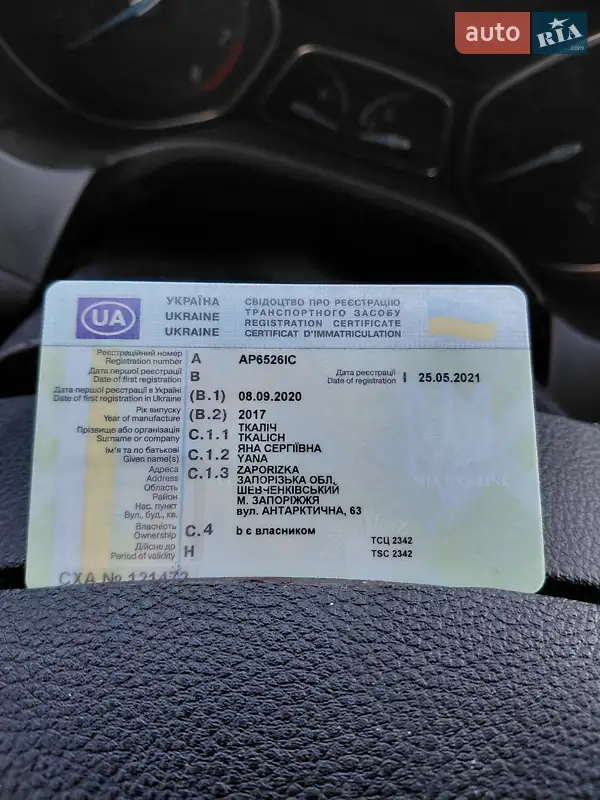 auto RIA .com
УКРАЇНА
UKRAINE
UKRAINE
СВІДОЦТВО ПРО РЕЄСТРАЦІЮ
ТРАНСПОРТНОГО ЗАСОБУ
REGISTRATION CERTIFICATE
CERTIFICAT D'IMMATRICULATION
UA
Реєстраційний номер
Registration number A AP6526IC
Дата першої реєстрації
Date of first registration B
Дата реєстрації
Date of registration I 25.05.2021
Дата першої реєстрації в Україні
Date of first registration in Ukraine (B.1) 08.09.2020
Рік випуску
Year of manufacture (B.2) 2017
Прізвище або організація
Surname or company C.1.1 ТКАЛІЧ
TKALICH
Ім'я та по батькові
Given name(s) C.1.2 ЯНА СЕРГІЇВНА
YANA
Адреса
Address
Область
Район
Нас. пункт
Вул., буд., кв.
C.1.3 ZAPORIZKA
ЗАПОРІЗЬКА ОБЛ.,
ШЕВЧЕНКІВСЬКИЙ
М. ЗАПОРІЖЖЯ
вул. АНТАРКТИЧНА, 63
Власність
Ownership C.4 b є власником
Дійсне до
Period of validity H
ТСЦ 2342
TSC 2342
СХА № 121472